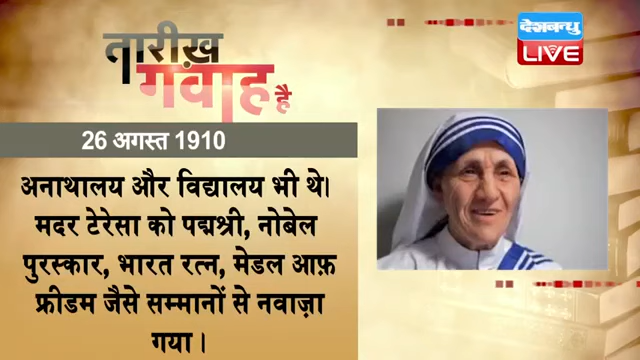 देशबन्धु
LIVE
तारीख़
गवाह है
26 अगस्त 1910
अनाथालय और विद्यालय भी थे।
मदर टेरेसा को पद्मश्री, नोबेल
पुरस्कार, भारत रत्न, मेडल आफ़
फ्रीडम जैसे सम्मानों से नवाज़ा
गया।